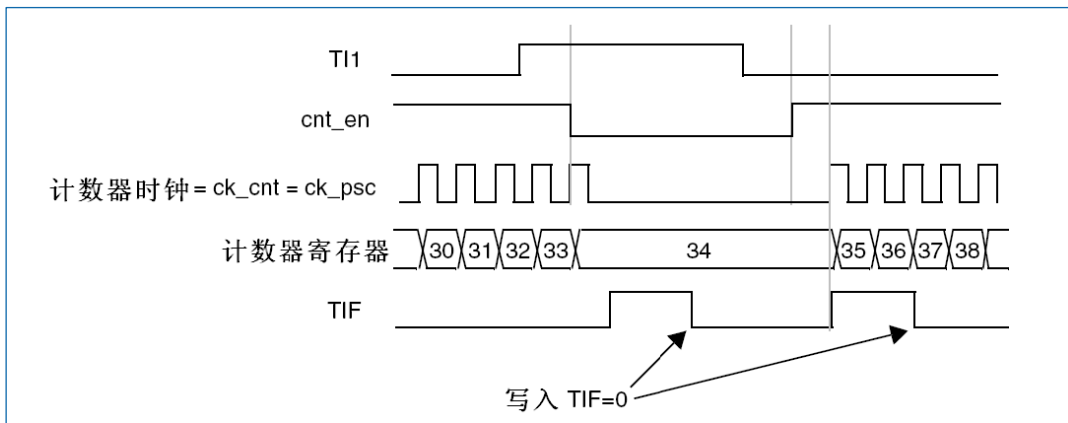 TI1
cnt_en
计数器时钟= ck_cnt = ck_psc
计数器寄存器 30 31 32 33 34 35 36 37 38
TIF
写入 TIF=0